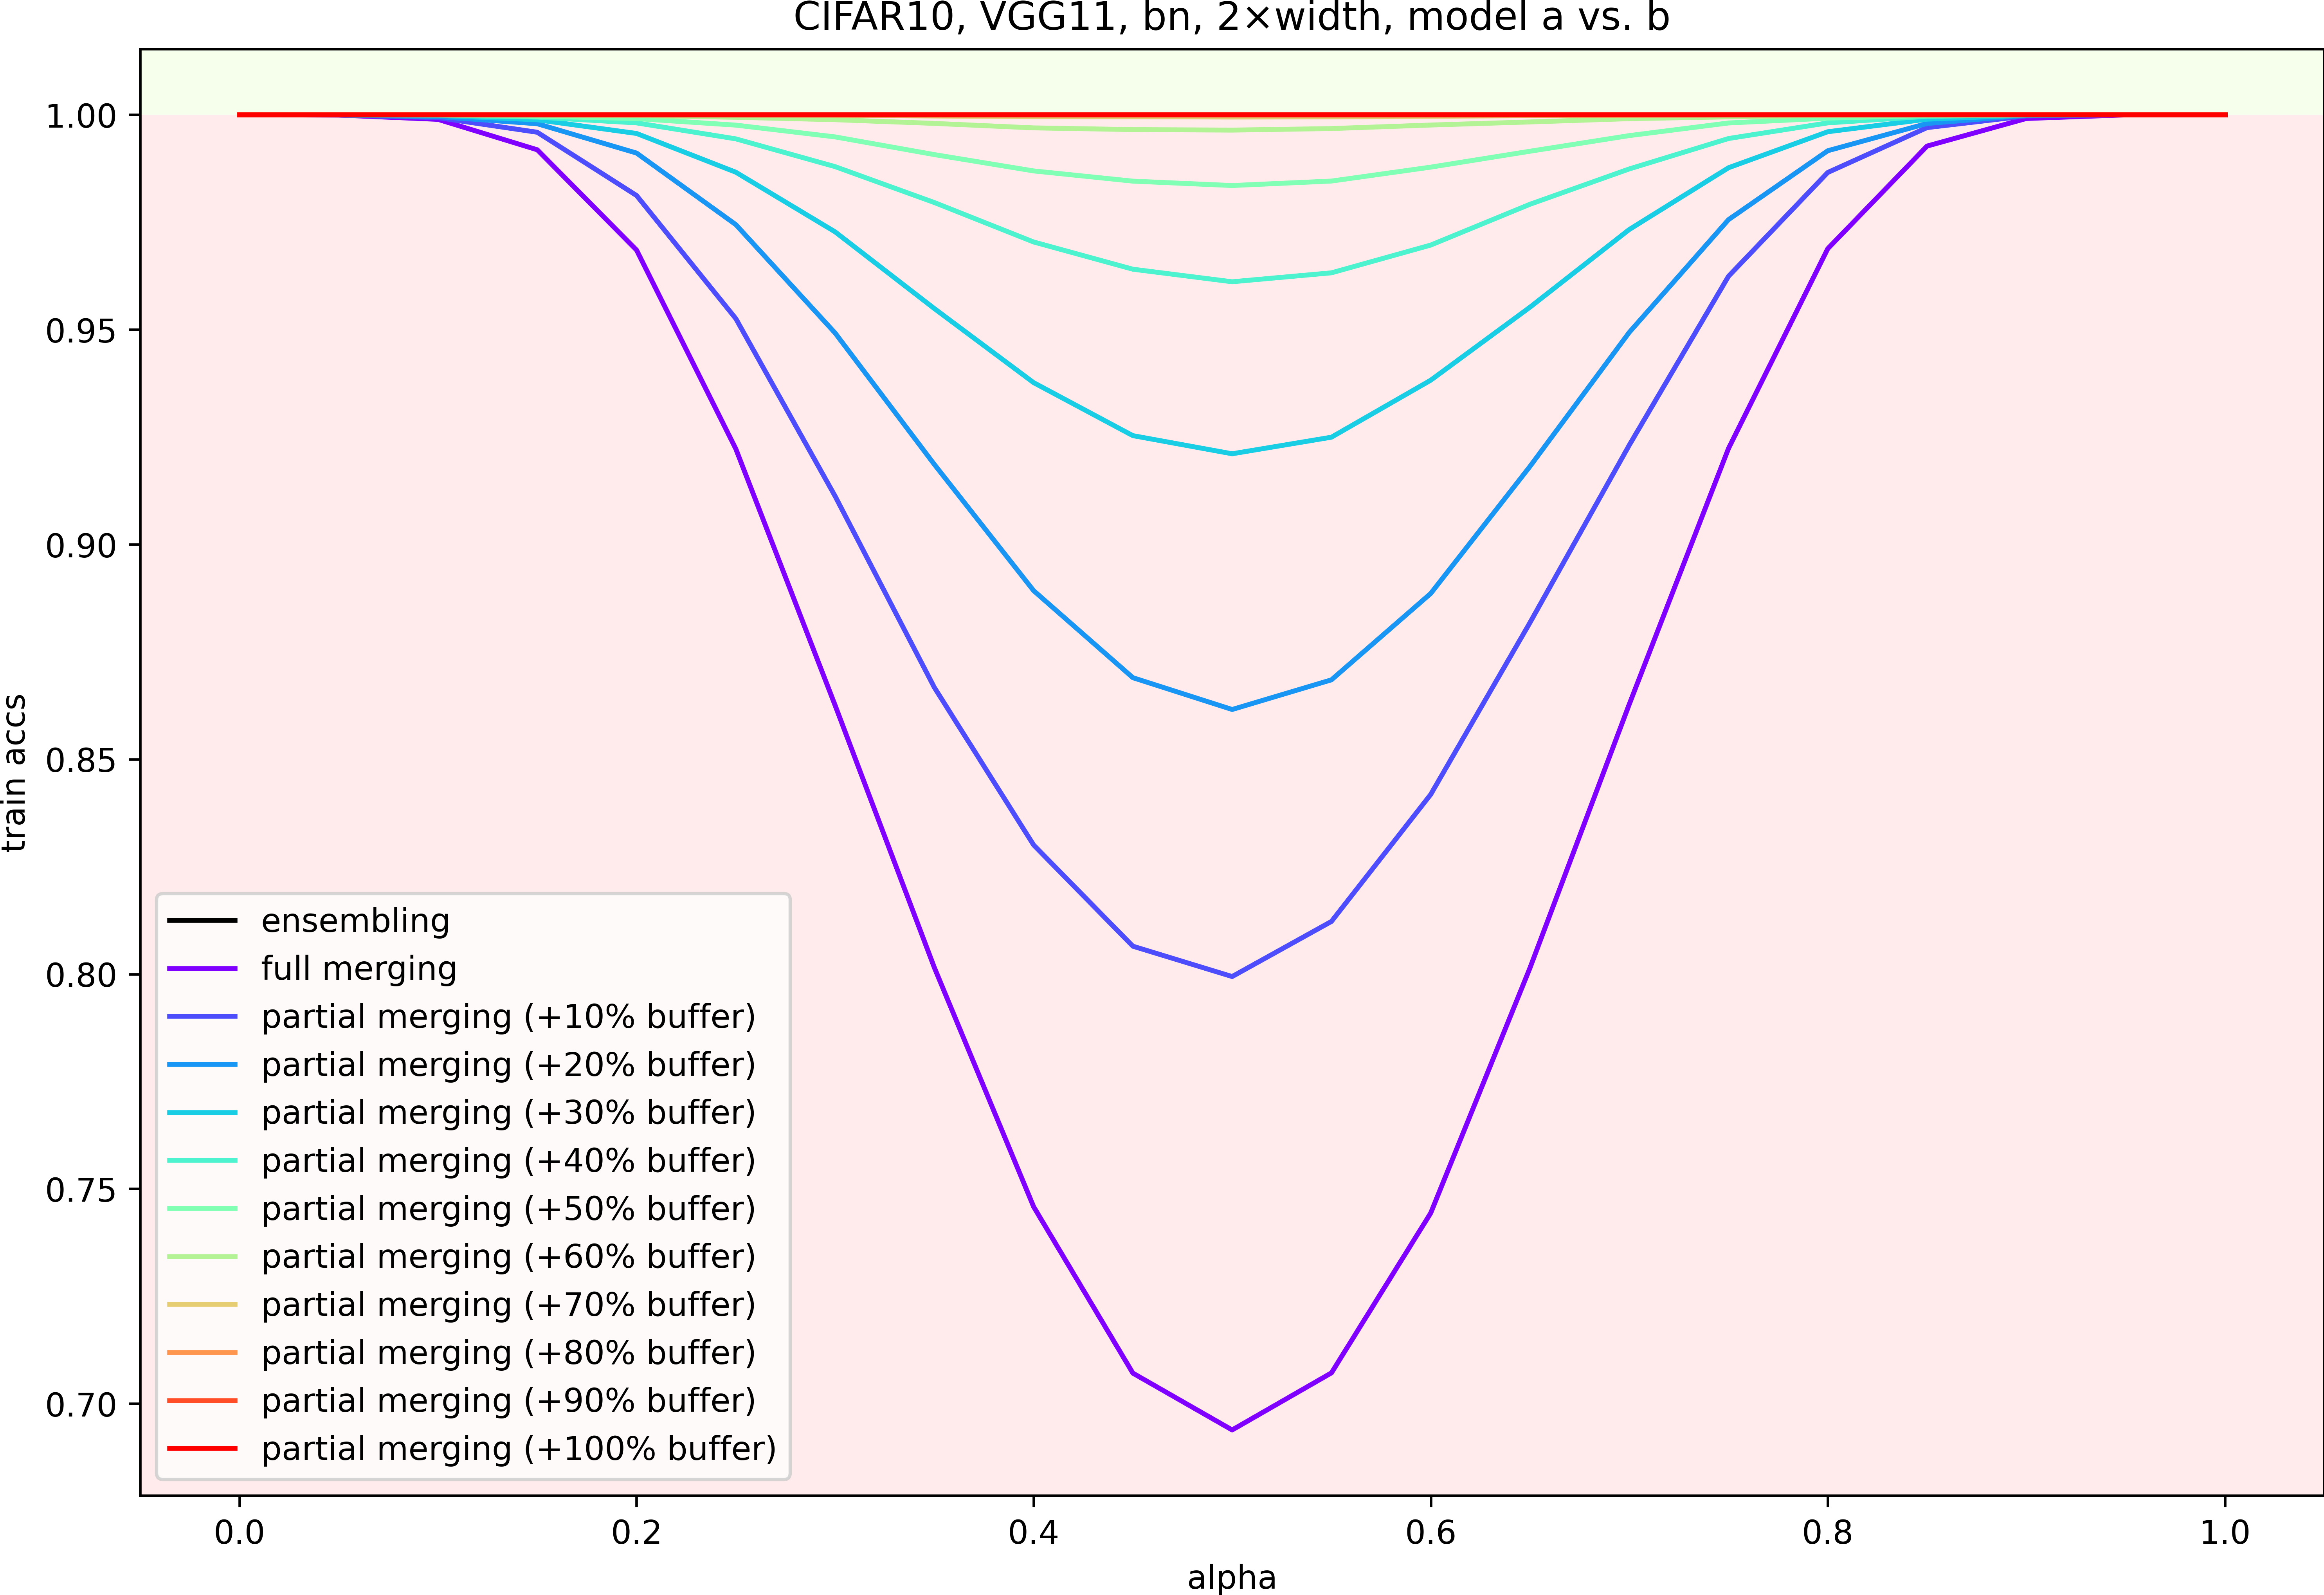 CIFAR10, VGG11, bn, 2×width, model a vs. b
1.00
0.95
0.90
0.85
0.80
0.75
0.70
train accs
ensembling
full merging
partial merging (+10% buffer)
partial merging (+20% buffer)
partial merging (+30% buffer)
partial merging (+40% buffer)
partial merging (+50% buffer)
partial merging (+60% buffer)
partial merging (+70% buffer)
partial merging (+80% buffer)
partial merging (+90% buffer)
partial merging (+100% buffer)
0.0 0.2 0.4 0.6 0.8 1.0
alpha